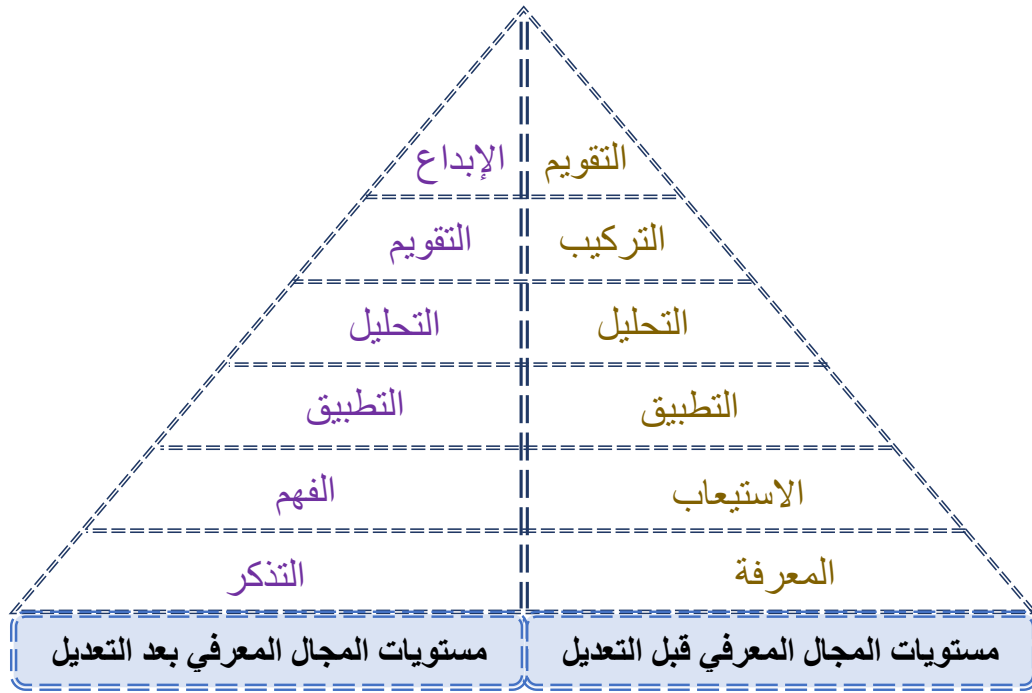 التقويم
الإبداع
التركيب
التقويم
التحليل
التحليل
التطبيق
التطبيق
الاستيعاب
الفهم
المعرفة
التذكر
مستويات المجال المعرفي قبل التعديل
مستويات المجال المعرفي بعد التعديل